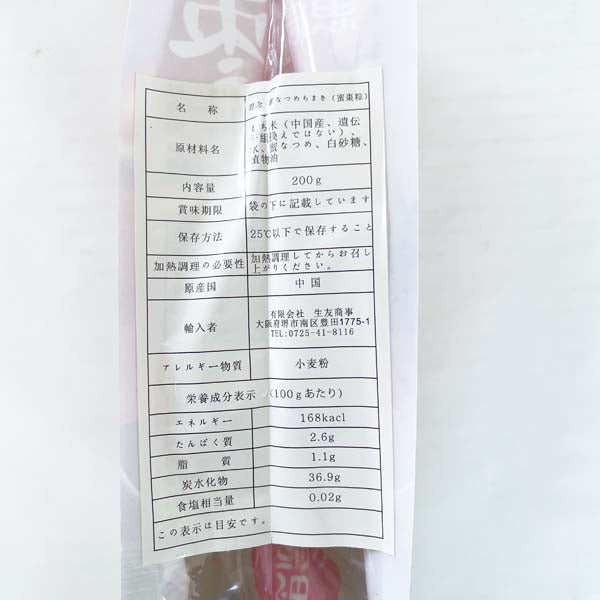 名 称 思念 蜜なつめちまき（蜜棗粽）
原材料名 もち米（中国産、遺伝
子組換えではない）、
水、蜜なつめ、白砂糖、
植物油
内容量 200g
賞味期限 袋の下に記載しています
保存方法 25℃以下で保存すること
加熱調理の必要性 加熱調理してからお召し
上がりください。
原産国 中国
輸入者 有限会社 生友商事
大阪府堺市南区豊田1775-1
TEL:0725-41-8116
アレルギー物質 小麦粉
栄養成分表示 （100gあたり）
エネルギー 168kacl
たんぱく質 2.6g
脂 質 1.1g
炭水化物 36.9g
食塩相当量 0.02g
この表示は目安です。